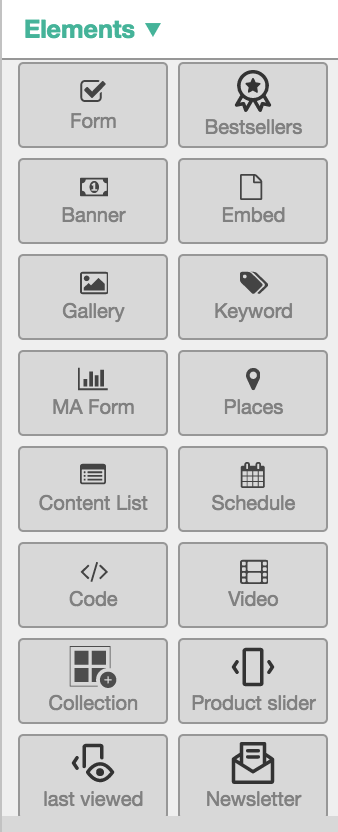 Elements ▼
Form
Bestsellers
Banner
Embed
Gallery
Keyword
MA Form
Places
Content List
Schedule
Code
Video
Collection
Product slider
last viewed
Newsletter